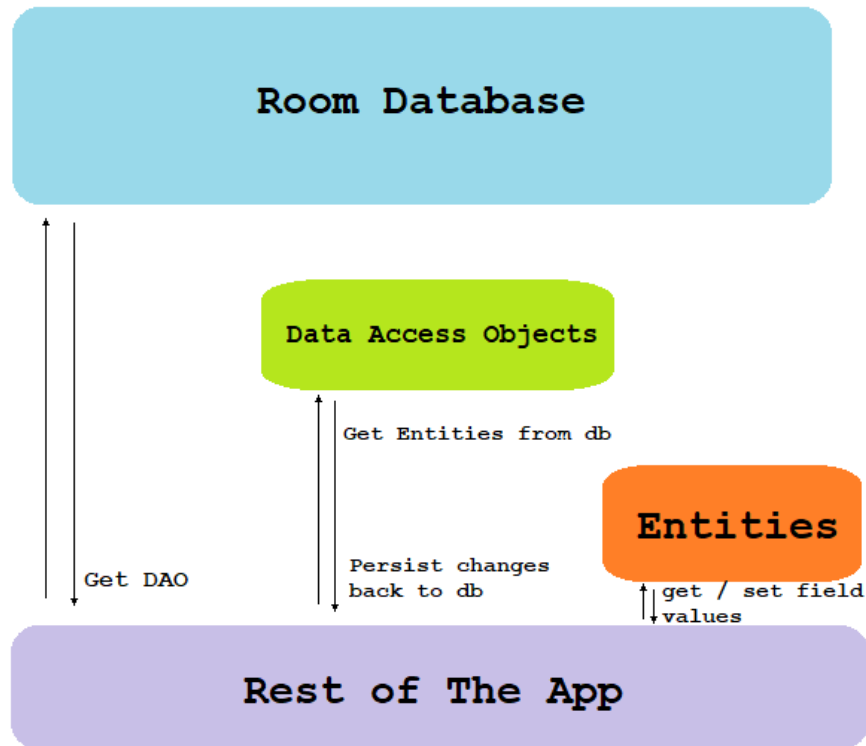 Room Database
Data Access Objects
Get Entities from db
Entities
Persist changes
back to db
Get DAO
get / set field
values
Rest of The App